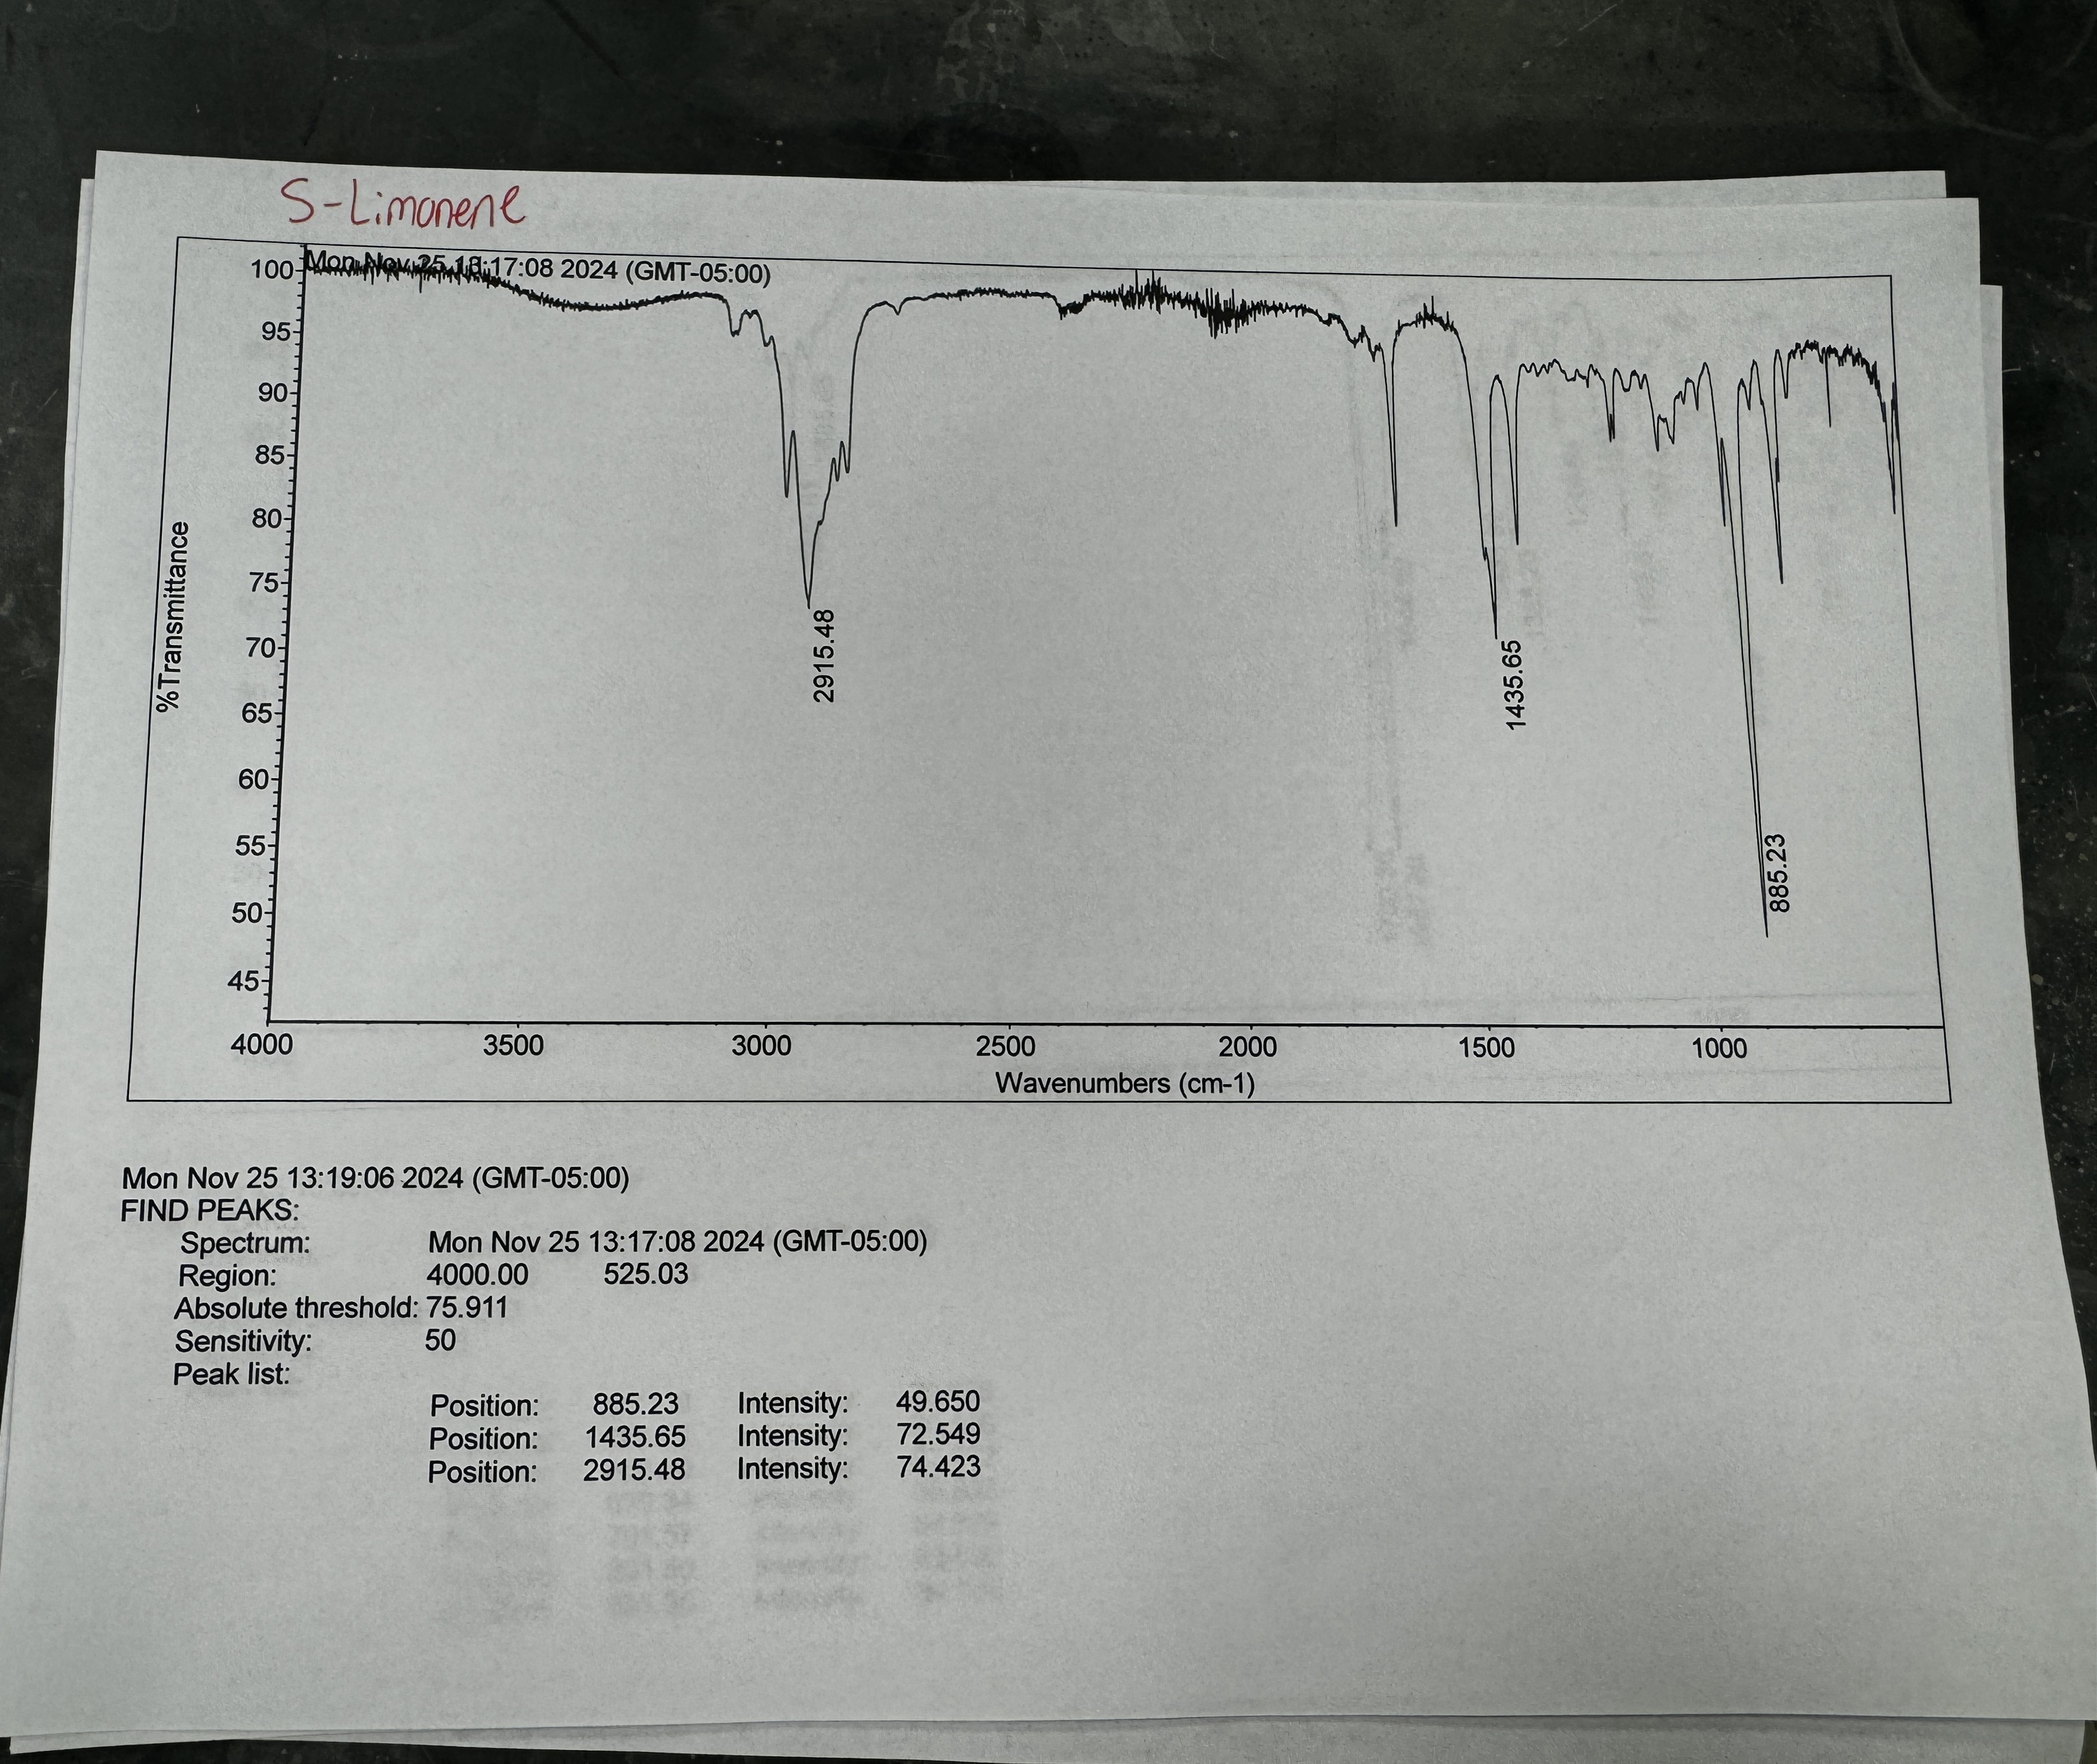 S-Limonene
Mon Nov 25 13:17:08 2024 (GMT-05:00)
100
95
90
85
80
75
70
65
60
55
50
45
%Transmittance
2915.48
1435.65
885.23
4000 3500 3000 2500 2000 1500 1000
Wavenumbers (cm-1)
Mon Nov 25 13:19:06 2024 (GMT-05:00)
FIND PEAKS:
Spectrum: Mon Nov 25 13:17:08 2024 (GMT-05:00)
Region: 4000.00 525.03
Absolute threshold: 75.911
Sensitivity: 50
Peak list:
Position: 885.23 Intensity: 49.650
Position: 1435.65 Intensity: 72.549
Position: 2915.48 Intensity: 74.423